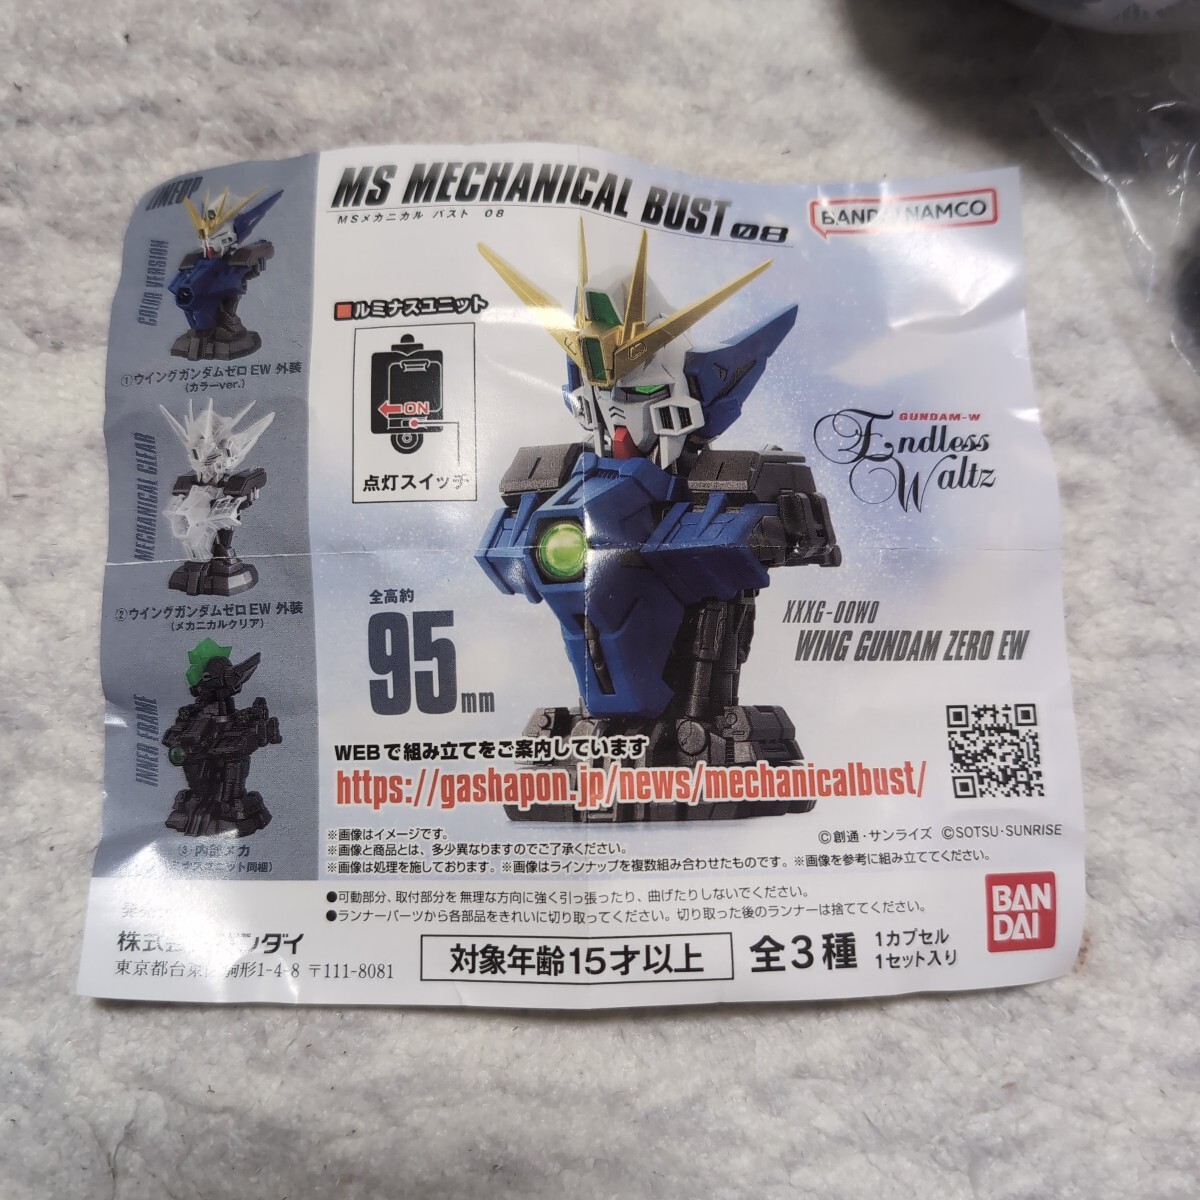 LINEUP
COLOR VERSION
①ウイングガンダムゼロEW 外装
(カラーver.)
MECHANICAL CLEAR
②ウイングガンダムゼロEW 外装
(メカニカルクリア)
INNER FRAME
③内部メカ
MS MECHANICAL BUST 08
MSメカニカル バスト 08
BANDAI NAMCO
■ルミナスユニット
ON
点灯スイッチ
GUNDAM-W
Endless
Waltz
全高約
95mm
XXXG-00W0
WING GUNDAM ZERO EW
WEBで組み立てをご案内しています
https://gashapon.jp/news/mechanicalbust/
※画像はイメージです。
※画像と商品とは、多少異なりますのでご了承ください。
※画像は処理を施しております。※画像はラインナップを複数組み合わせたものです。※画像を参考に組み立ててください。
©創通・サンライズ ©SOTSU・SUNRISE
●可動部分、取付部分を無理な方向に強く引っ張ったり、曲げたりしないでください。
●ランナーパーツから各部品をきれいに切り取ってください。切り取った後のランナーは捨ててください。
BAN
DAI
株式会社バンダイ
東京都台東区駒形1-4-8 〒111-8081
対象年齢15才以上
全3種
1カプセル
1セット入り